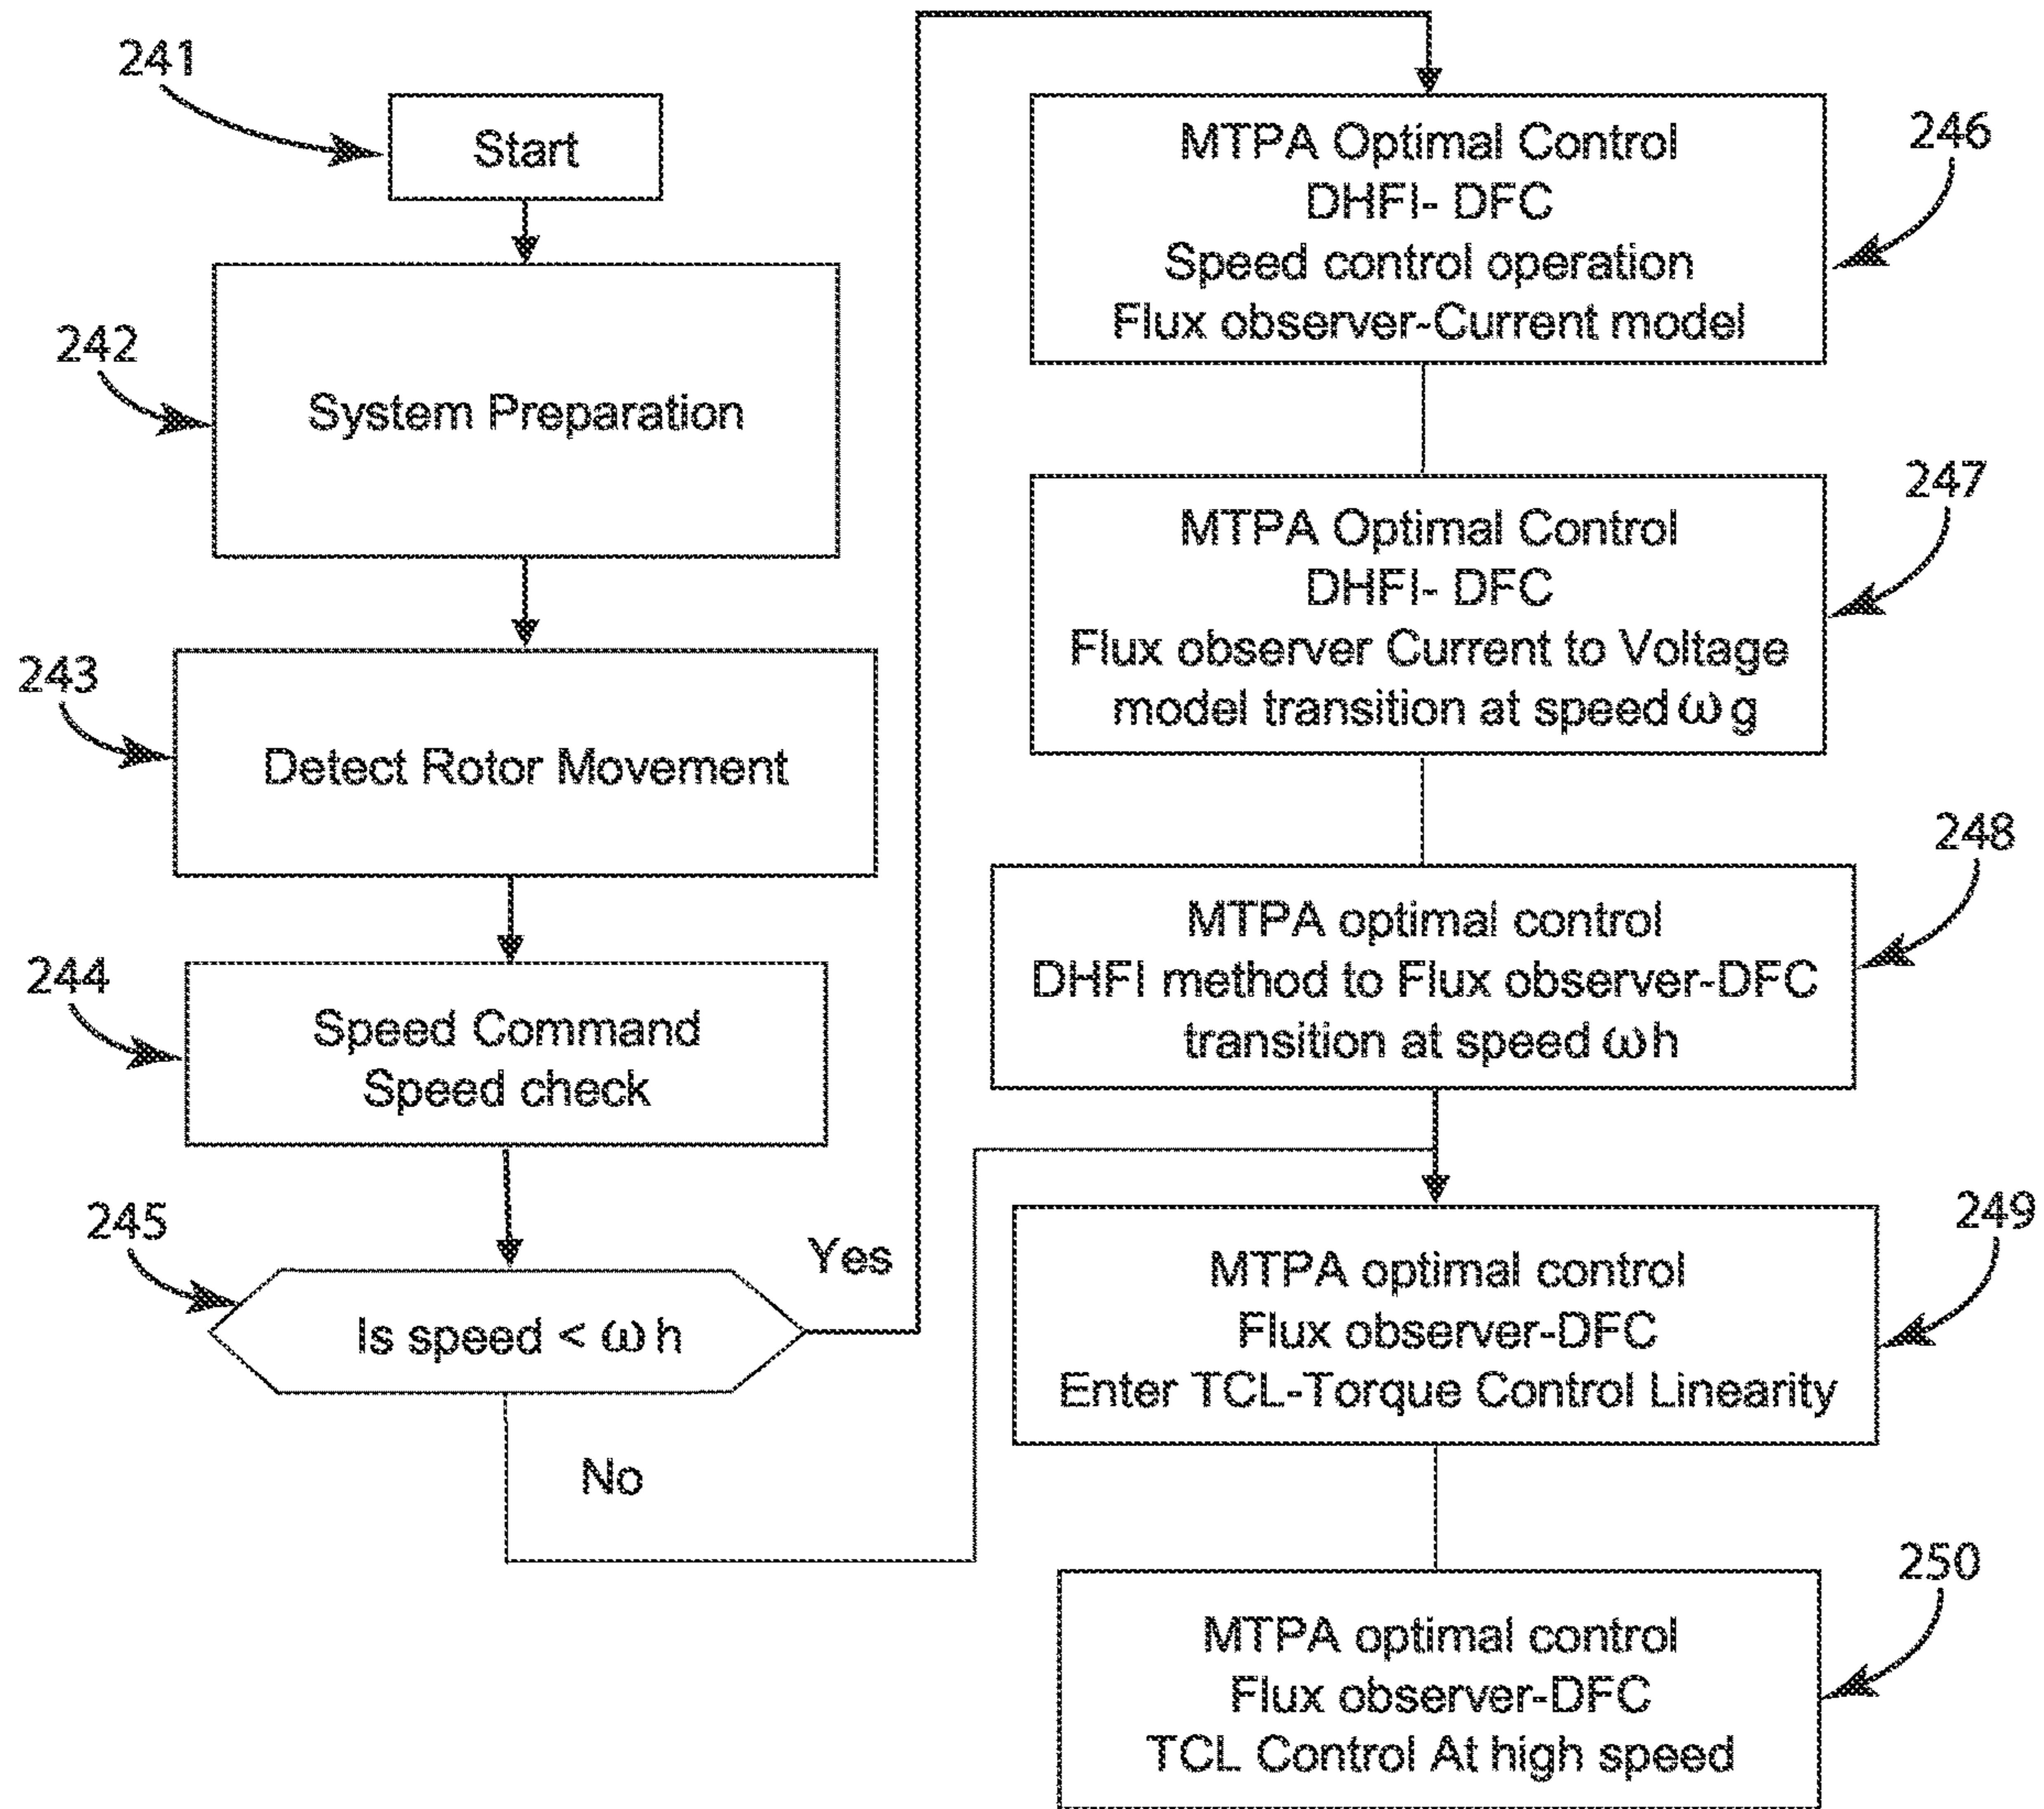 241
Start
242
System Preparation
243
Detect Rotor Movement
244
Speed Command
Speed check
245
Is speed < ωh
Yes
No
246
MTPA Optimal Control
DHFI- DFC
Speed control operation
Flux observer-Current model
247
MTPA Optimal Control
DHFI- DFC
Flux observer Current to Voltage
model transition at speed ωg
248
MTPA optimal control
DHFI method to Flux observer-DFC
transition at speed ωh
249
MTPA optimal control
Flux observer-DFC
Enter TCL-Torque Control Linearity
250
MTPA optimal control
Flux observer-DFC
TCL Control At high speed